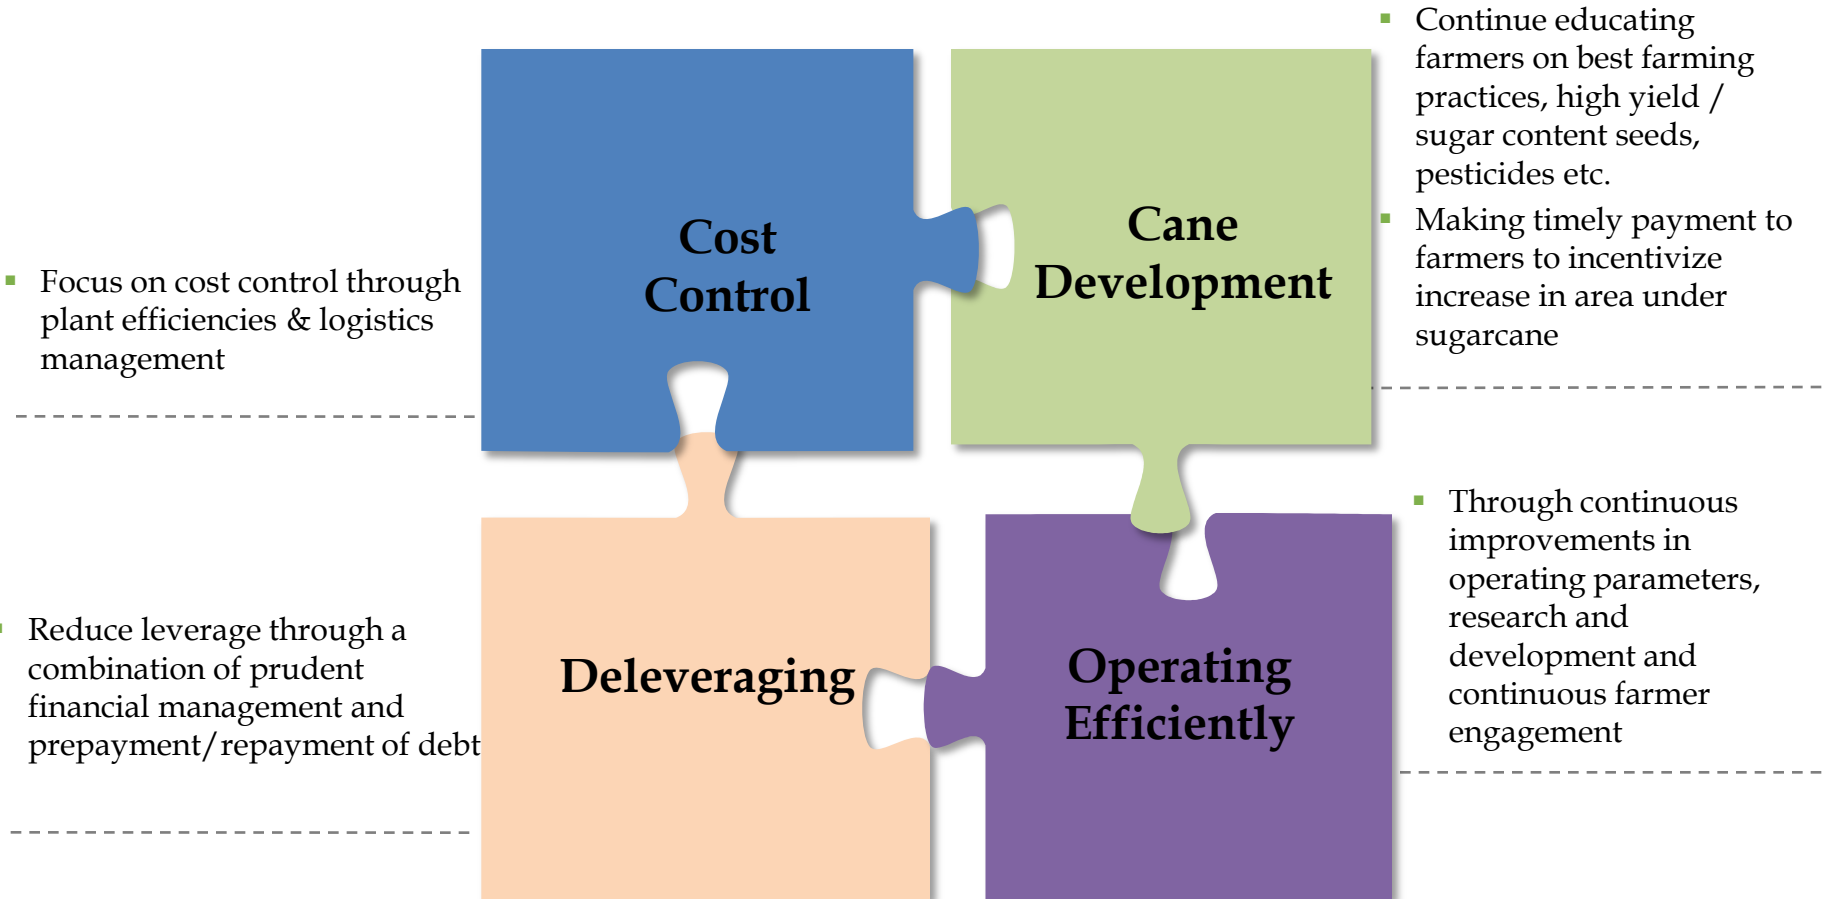 ▪ Focus on cost control through
plant efficiencies & logistics
management
Cost
Control
Cane
Development
▪ Continue educating
farmers on best farming
practices, high yield /
sugar content seeds,
pesticides etc.
▪ Making timely payment to
farmers to incentivize
increase in area under
sugarcane
▪ Reduce leverage through a
combination of prudent
financial management and
prepayment/repayment of debt
Deleveraging
Operating
Efficiently
▪ Through continuous
improvements in
operating parameters,
research and
development and
continuous farmer
engagement